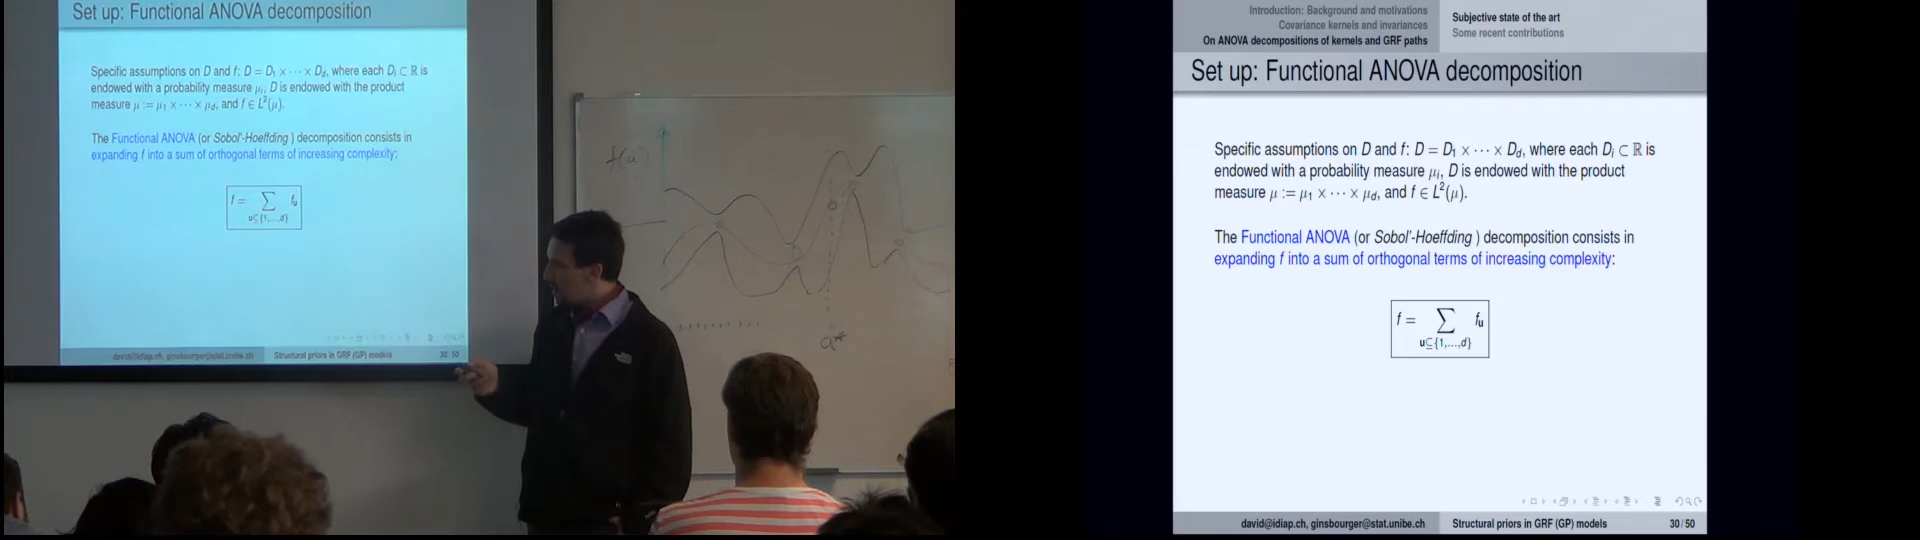 Set up: Functional ANOVA decomposition
Specific assumptions on D and f: D = D₁ × ··· × D_d, where each D_i ⊂ ℝ is
endowed with a probability measure μ_i, D is endowed with the product
measure μ := μ₁ × ··· × μ_d, and f ∈ L²(μ).
The Functional ANOVA (or Sobol'-Hoeffding ) decomposition consists in
expanding f into a sum of orthogonal terms of increasing complexity:
f = ∑ f_u
u⊆{1,...,d}
david@idiap.ch, ginsbourger@stat.unibe.ch Structural priors in GRF (GP) models 30/50
f(a)
a*
Introduction: Background and motivations
Covariance kernels and invariances
On ANOVA decompositions of kernels and GRF paths
Subjective state of the art
Some recent contributions
Set up: Functional ANOVA decomposition
Specific assumptions on D and f: D = D₁ × ··· × D_d, where each D_i ⊂ ℝ is
endowed with a probability measure μ_i, D is endowed with the product
measure μ := μ₁ × ··· × μ_d, and f ∈ L²(μ).
The Functional ANOVA (or Sobol'-Hoeffding ) decomposition consists in
expanding f into a sum of orthogonal terms of increasing complexity:
f = ∑ f_u
u⊆{1,...,d}
david@idiap.ch, ginsbourger@stat.unibe.ch Structural priors in GRF (GP) models 30/50